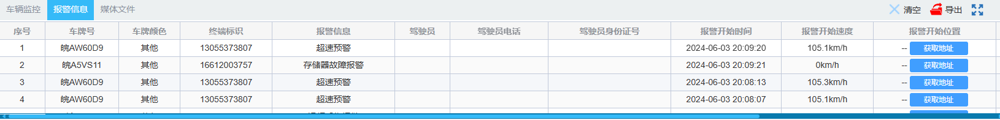 车辆监控 报警信息 媒体文件 清空 导出
序号 车牌号 车牌颜色 终端标识 报警信息 驾驶员 驾驶员电话 驾驶员身份证号 报警开始时间 报警开始速度 报警开始位置
1 皖AW60D9 其他 13055373807 超速预警 2024-06-03 20:09:20 105.1km/h -- 获取地址
2 皖A5VS11 其他 16612003757 存储器故障报警 2024-06-03 20:09:21 0km/h -- 获取地址
3 皖AW60D9 其他 13055373807 超速预警 2024-06-03 20:08:13 105.3km/h -- 获取地址
4 皖AW60D9 其他 13055373807 超速预警 2024-06-03 20:08:07 105.1km/h -- 获取地址